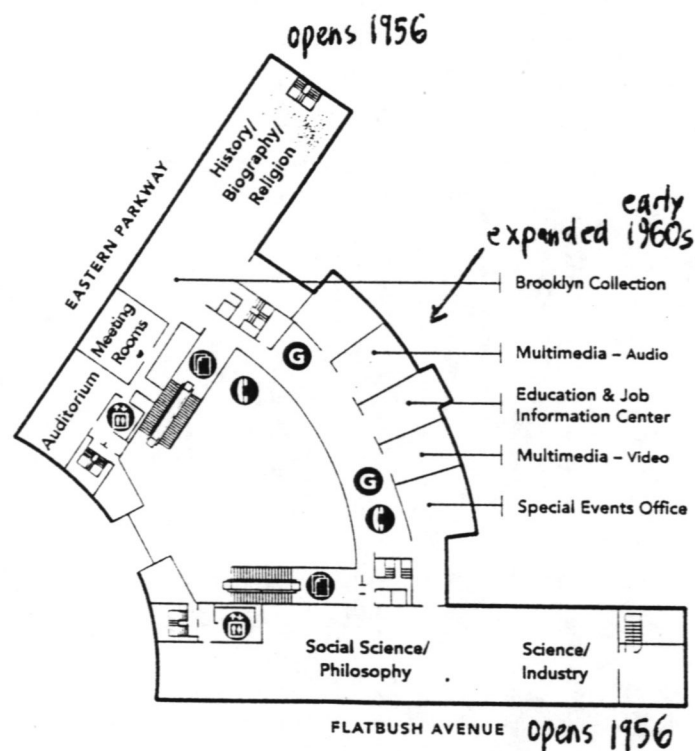 opens 1956
History/
Biography/
Religion
EASTERN PARKWAY
early
expanded 1960s
Brooklyn Collection
Meeting
Rooms
G
Multimedia – Audio
Auditorium
Education & Job
Information Center
Multimedia – Video
G
Special Events Office
Social Science/
Philosophy
Science/
Industry
FLATBUSH AVENUE opens 1956